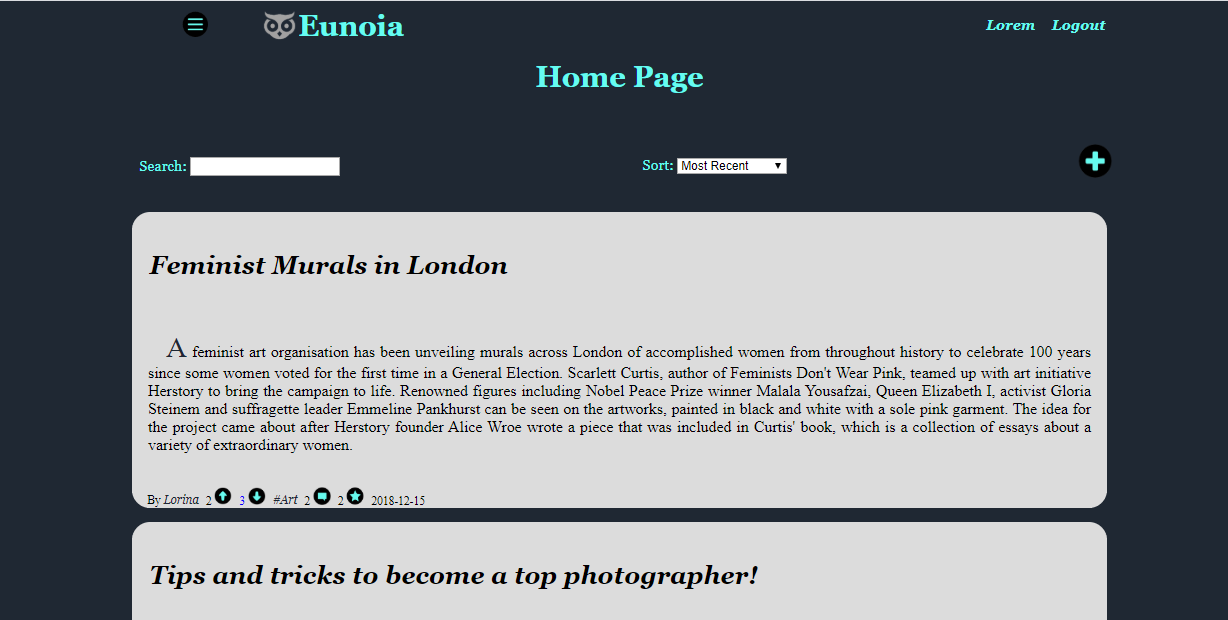 Eunoia
Lorem Logout
Home Page
Search:
Sort: Most Recent
Feminist Murals in London
A feminist art organisation has been unveiling murals across London of accomplished women from throughout history to celebrate 100 years
since some women voted for the first time in a General Election. Scarlett Curtis, author of Feminists Don't Wear Pink, teamed up with art initiative
Herstory to bring the campaign to life. Renowned figures including Nobel Peace Prize winner Malala Yousafzai, Queen Elizabeth I, activist Gloria
Steinem and suffragette leader Emmeline Pankhurst can be seen on the artworks, painted in black and white with a sole pink garment. The idea for
the project came about after Herstory founder Alice Wroe wrote a piece that was included in Curtis' book, which is a collection of essays about a
variety of extraordinary women.
By Lorina 2 3 #Art 2 2 2018-12-15
Tips and tricks to become a top photographer!